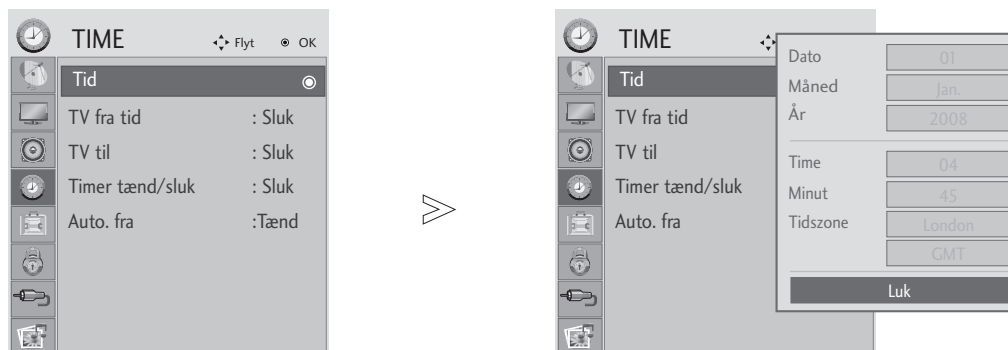 TIME Flyt OK
Tid
TV fra tid : Sluk
TV til : Sluk
Timer tænd/sluk : Sluk
Auto. fra :Tænd
TIME
Tid
TV fra tid
TV til
Timer tænd/sluk
Auto. fra
Dato 01
Måned Jan.
År 2008
Time 04
Minut 45
Tidszone London
GMT
Luk